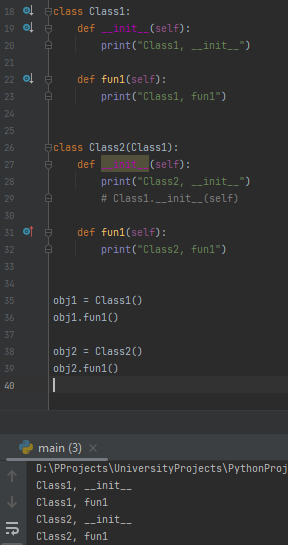 18 class Class1:
19     def __init__(self):
20         print("Class1, __init__")
21
22     def fun1(self):
23         print("Class1, fun1")
24
25
26 class Class2(Class1):
27     def __init__(self):
28         print("Class2, __init__")
29         # Class1.__init__(self)
30
31     def fun1(self):
32         print("Class2, fun1")
33
34
35 obj1 = Class1()
36 obj1.fun1()
37
38 obj2 = Class2()
39 obj2.fun1()
40
main (3) ×
D:\PProjects\UniversityProjects\PythonProj
Class1, __init__
Class1, fun1
Class2, __init__
Class2, fun1